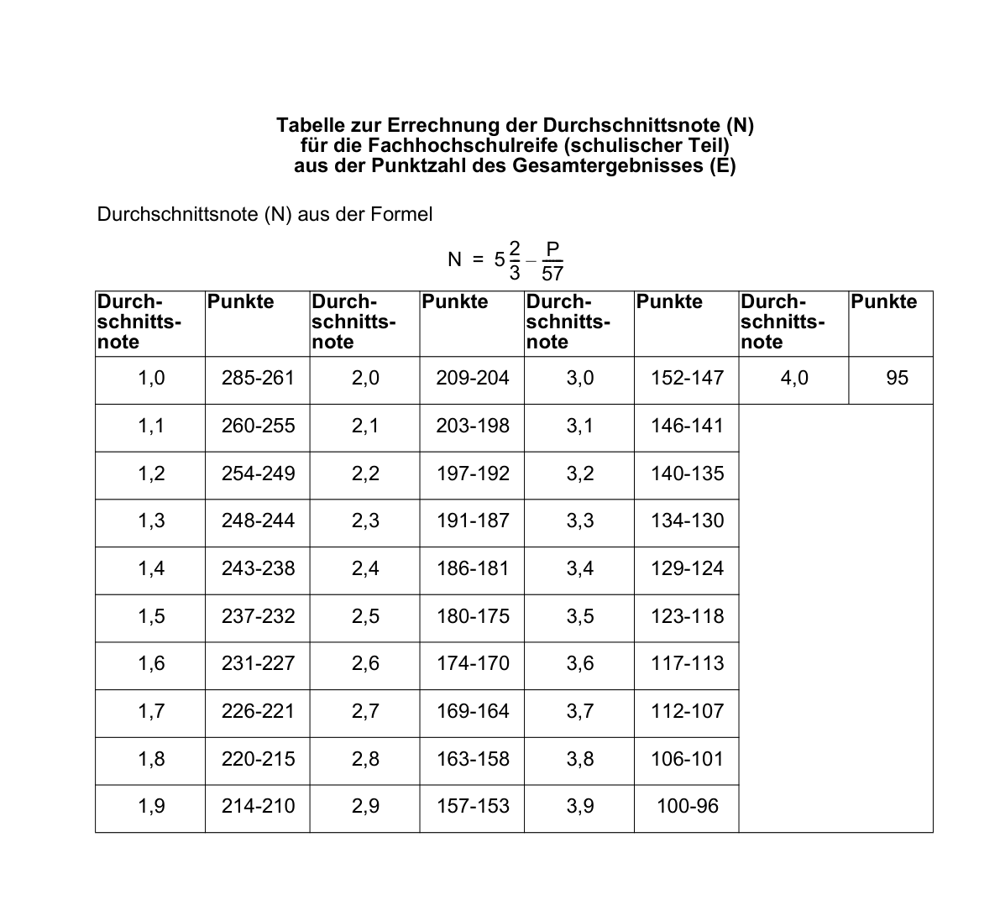 Tabelle zur Errechnung der Durchschnittsnote (N)
für die Fachhochschulreife (schulischer Teil)
aus der Punktzahl des Gesamtergebnisses (E)
Durchschnittsnote (N) aus der Formel
N = 5 2/3 – P/57
Durch-schnitts-note Punkte Durch-schnitts-note Punkte Durch-schnitts-note Punkte Durch-schnitts-note Punkte
1,0 285-261 2,0 209-204 3,0 152-147 4,0 95
1,1 260-255 2,1 203-198 3,1 146-141
1,2 254-249 2,2 197-192 3,2 140-135
1,3 248-244 2,3 191-187 3,3 134-130
1,4 243-238 2,4 186-181 3,4 129-124
1,5 237-232 2,5 180-175 3,5 123-118
1,6 231-227 2,6 174-170 3,6 117-113
1,7 226-221 2,7 169-164 3,7 112-107
1,8 220-215 2,8 163-158 3,8 106-101
1,9 214-210 2,9 157-153 3,9 100-96